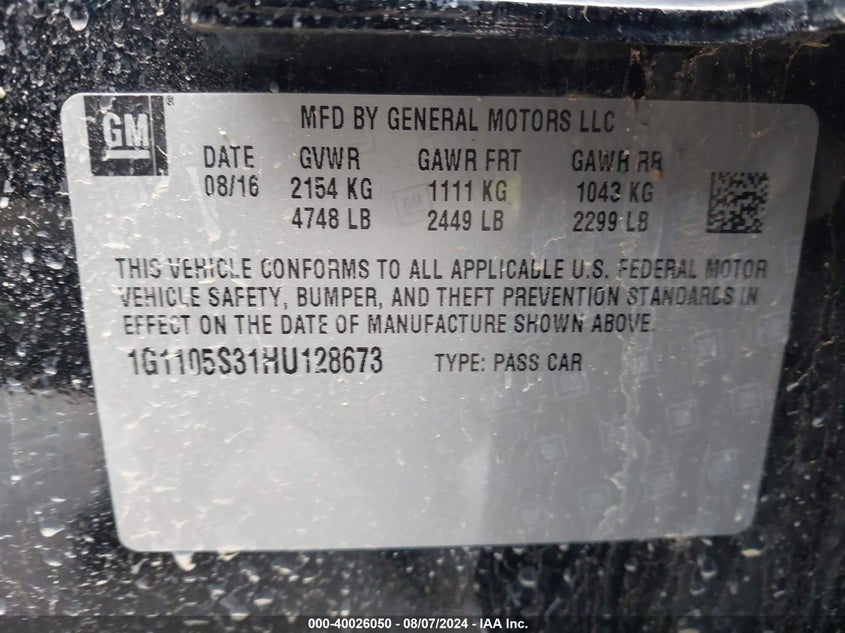 GM®
MFD BY GENERAL MOTORS LLC
DATE GVWR GAWR FRT GAWR RR
08/16 2154 KG 1111 KG 1043 KG
4748 LB 2449 LB 2299 LB
THIS VEHICLE CONFORMS TO ALL APPLICABLE U.S. FEDERAL MOTOR
VEHICLE SAFETY, BUMPER, AND THEFT PREVENTION STANDARDS IN
EFFECT ON THE DATE OF MANUFACTURE SHOWN ABOVE.
1G1105S31HU128673 TYPE: PASS CAR
000-40026050 - 08/07/2024 - IAA Inc.